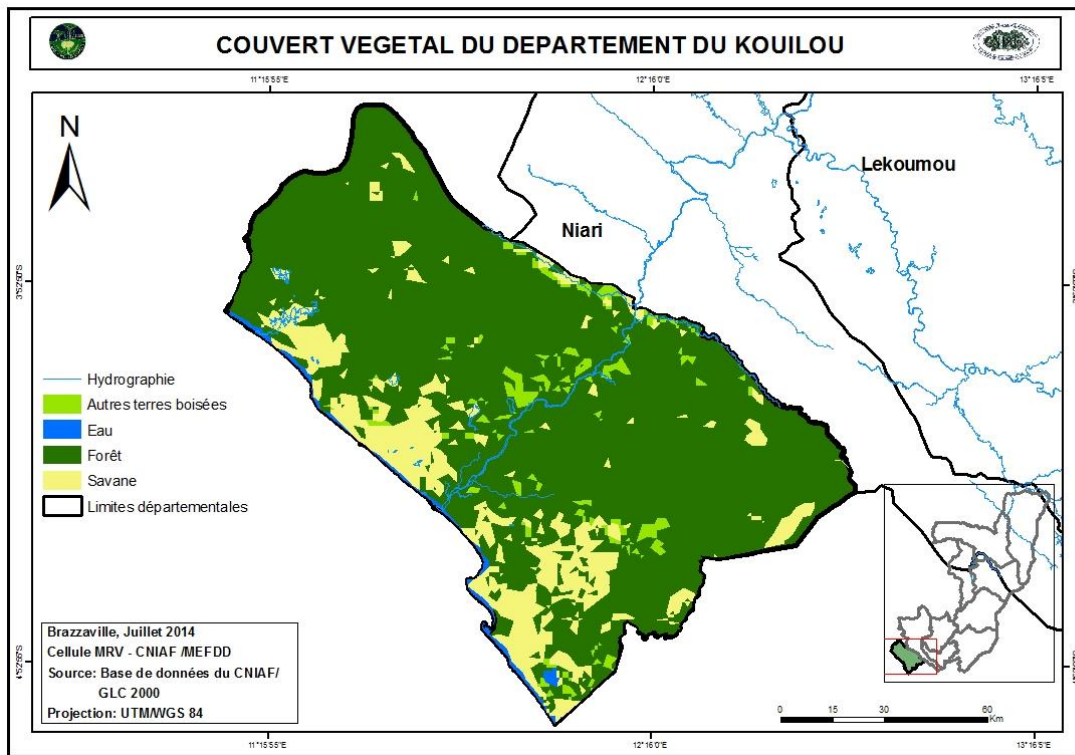 COUVERT VEGETAL DU DEPARTEMENT DU KOUILOU
11°15'55"E
12°16'0"E
13°16'5"E
N
Lekoumou
Niari
Hydrographie
Autres terres boisées
Eau
Forêt
Savane
Limites départementales
Brazzaville, Juillet 2014
Cellule MRV - CNIAF /MEFDD
Source: Base de données du CNIAF/
GLC 2000
Projection: UTM/WGS 84
0 15 30 60
Km
11°15'55"E
12°16'0"E
13°16'5"E